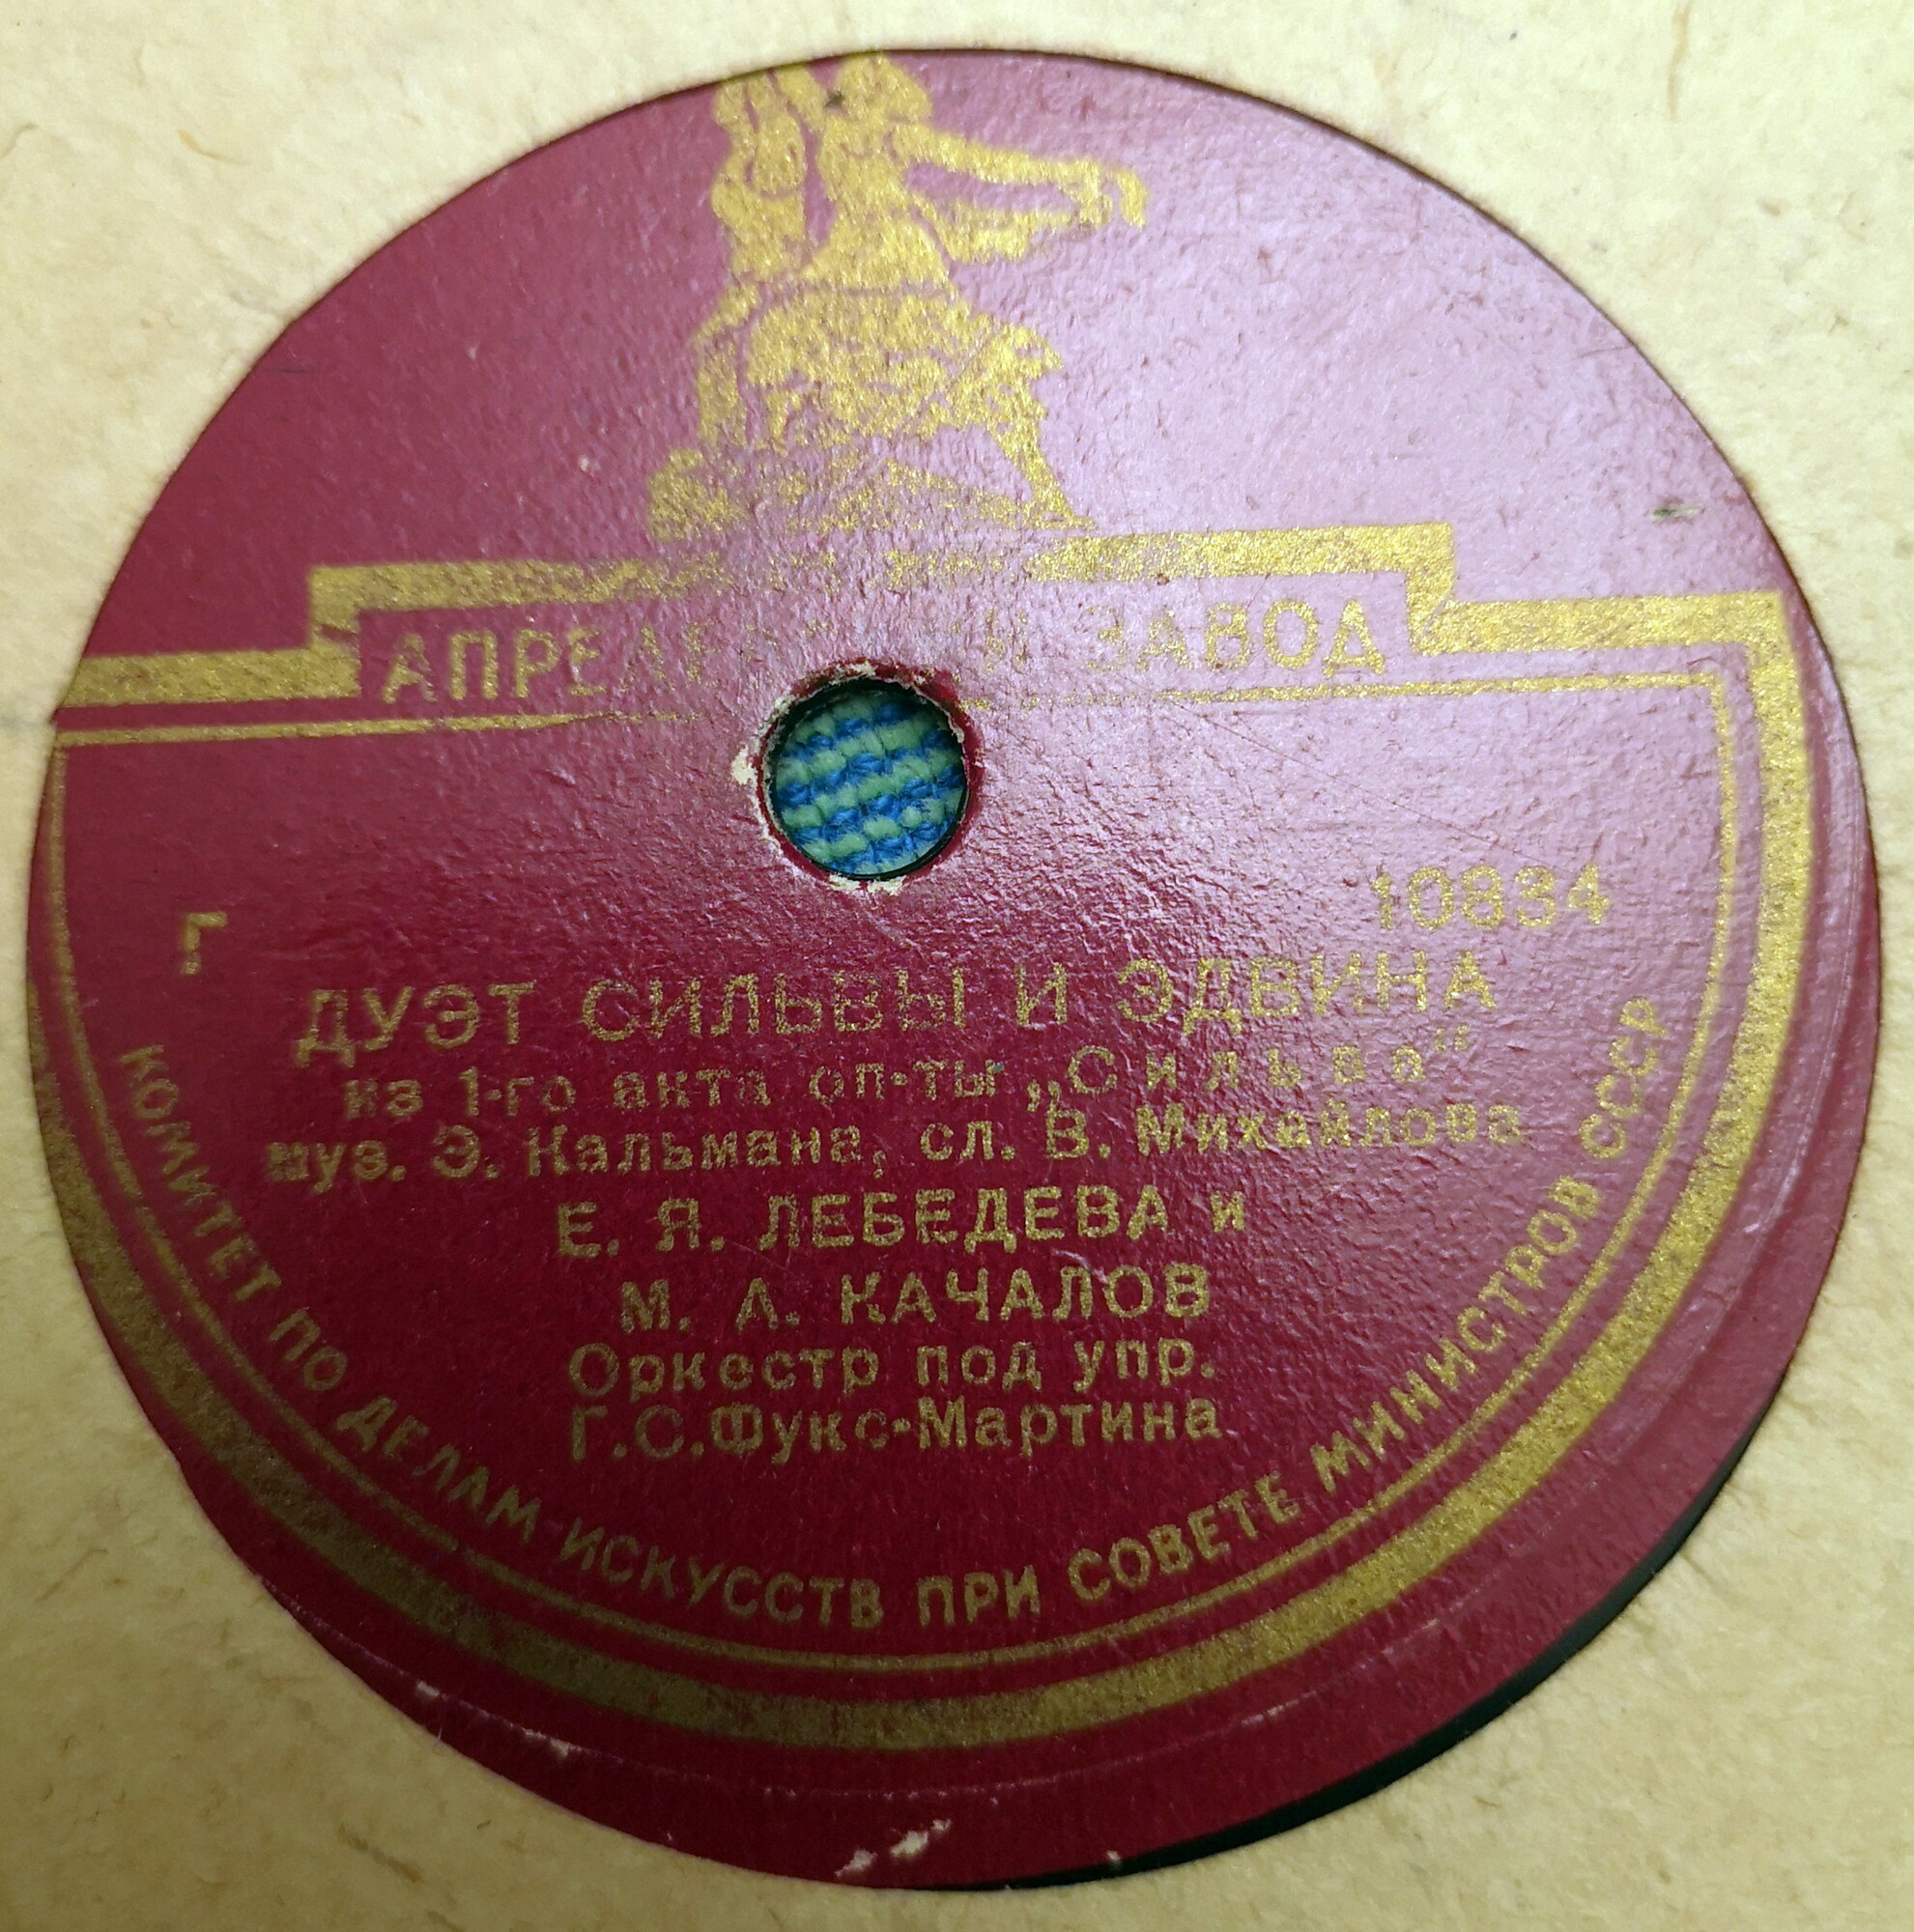 ЗАВОД
10834
Г
ДУЭТ СИЛЬВЫ И ЭДВИНА
из 1-го акта оп-ты „Сильва“
муз. Э. Кальмана, сл. В. Михайлова
Е. Я. ЛЕБЕДЕВА и
М. А. КАЧАЛОВ
Оркестр под упр.
Г.С.Фукс-Мартина
КОМИТЕТ ПО ДЕЛАМ ИСКУССТВ ПРИ СОВЕТЕ МИНИСТРОВ СССР